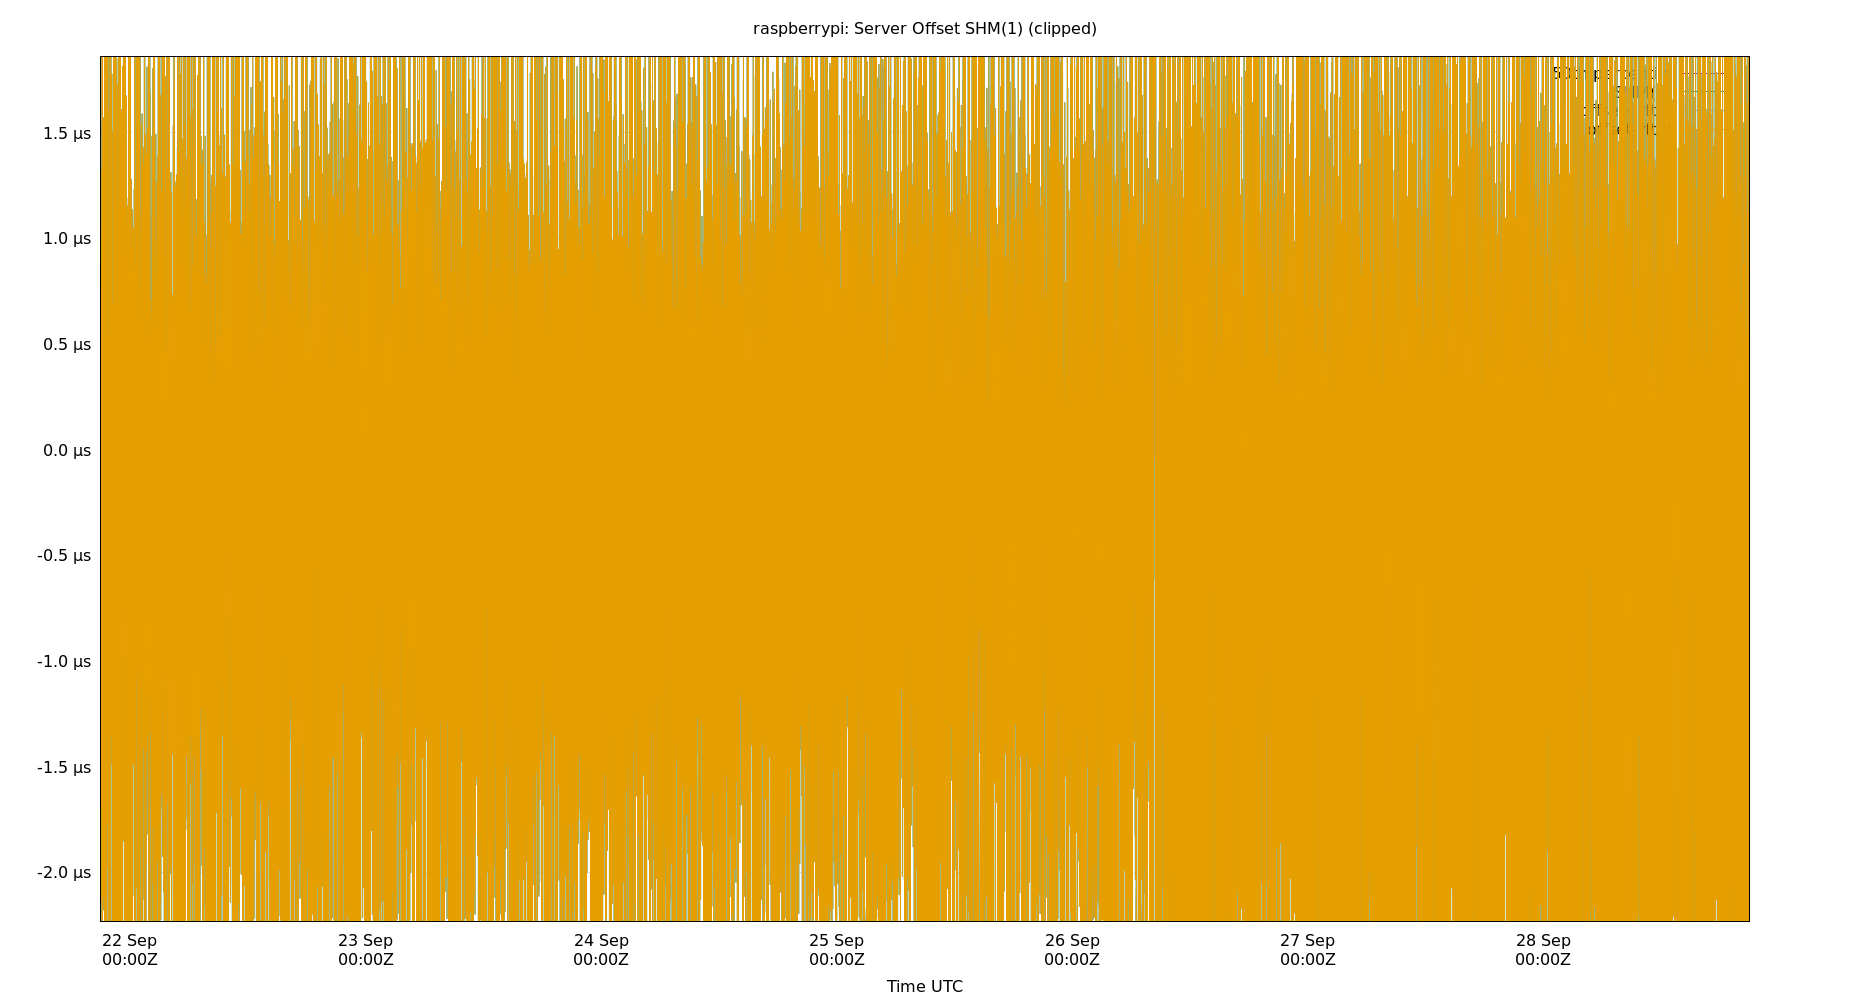 raspberrypi: Server Offset SHM(1) (clipped)
1.5 µs
1.0 µs
0.5 µs
0.0 µs
-0.5 µs
-1.0 µs
-1.5 µs
-2.0 µs
22 Sep 23 Sep 24 Sep 25 Sep 26 Sep 27 Sep 28 Sep
00:00Z 00:00Z 00:00Z 00:00Z 00:00Z 00:00Z 00:00Z
Time UTC